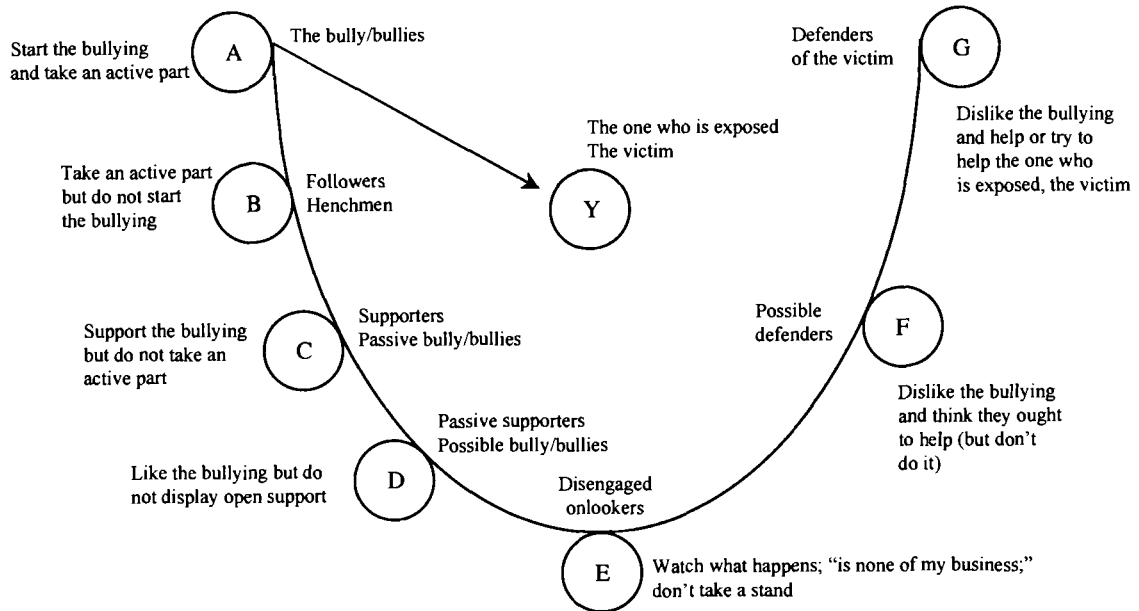 Start the bullying
and take an active part
A
The bully/bullies
Defenders
of the victim
G
Dislike the bullying
and help or try to
help the one who
is exposed, the victim
The one who is exposed
The victim
Y
Take an active part
but do not start
the bullying
B
Followers
Henchmen
Support the bullying
but do not take an
active part
C
Supporters
Passive bully/bullies
Possible
defenders
F
Dislike the bullying
and think they ought
to help (but don't
do it)
Like the bullying but do
not display open support
D
Passive supporters
Possible bully/bullies
Disengaged
onlookers
E
Watch what happens; “is none of my business;”
don't take a stand